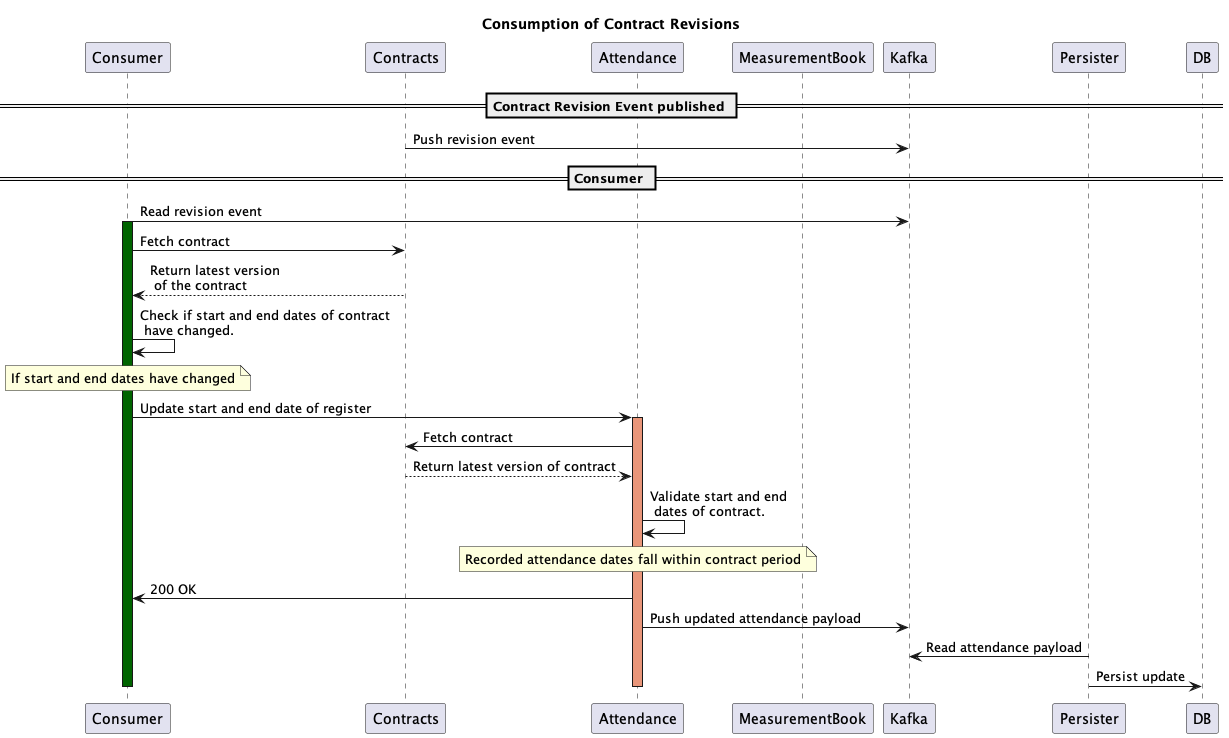 Consumption of Contract Revisions
Consumer
Contracts
Attendance
MeasurementBook
Kafka
Persister
DB
Contract Revision Event published
Push revision event
Consumer
Read revision event
Fetch contract
Return latest version
of the contract
Check if start and end dates of contract
have changed.
If start and end dates have changed
Update start and end date of register
Fetch contract
Return latest version of contract
Validate start and end
dates of contract.
Recorded attendance dates fall within contract period
200 OK
Push updated attendance payload
Read attendance payload
Persist update
Consumer
Contracts
Attendance
MeasurementBook
Kafka
Persister
DB